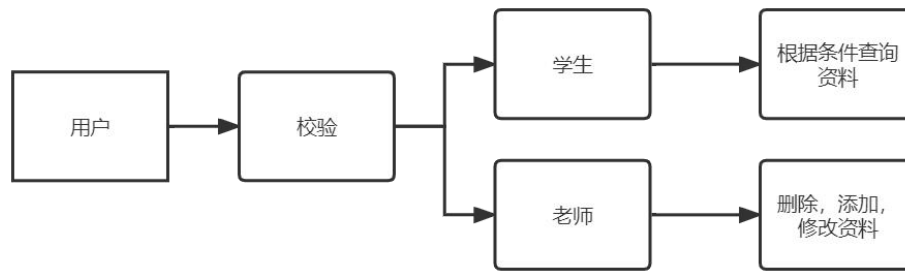 用户
校验
学生
根据条件查询
资料
老师
删除，添加，
修改资料